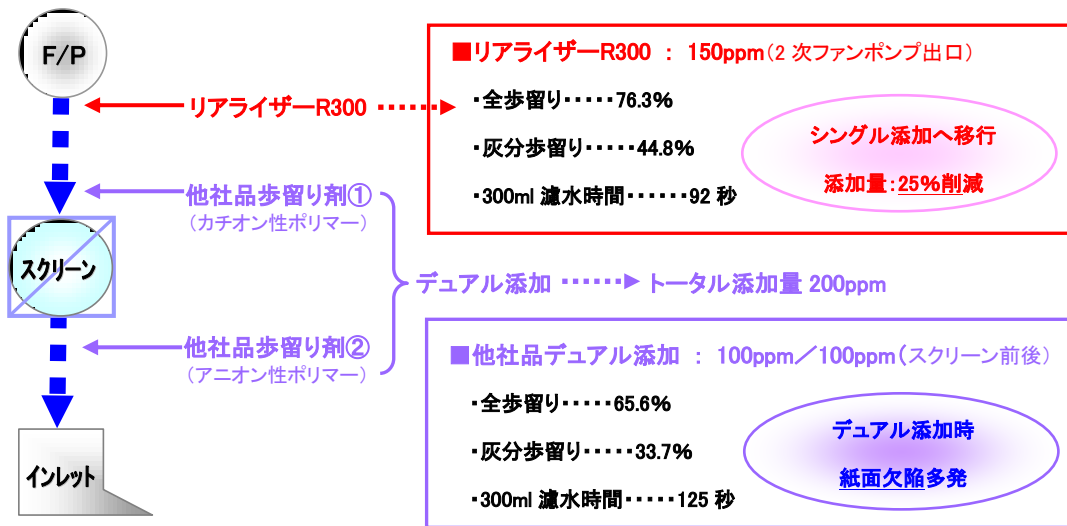 F/P
リアライザーR300 ・・・・・・
他社品歩留り剤①
（カチオン性ポリマー）
スクリーン
デュアル添加 ・・・・・・ トータル添加量 200ppm
他社品歩留り剤②
（アニオン性ポリマー）
インレット
■リアライザーR300 ： 150ppm（2 次ファンポンプ出口）
・全歩留り・・・・・76.3%
・灰分歩留り・・・・・44.8%
・300ml 濾水時間・・・・・92 秒
シングル添加へ移行
添加量：25%削減
■他社品デュアル添加 ： 100ppm／100ppm（スクリーン前後）
・全歩留り・・・・・65.6%
・灰分歩留り・・・・・33.7%
・300ml 濾水時間・・・・・125 秒
デュアル添加時
紙面欠陥多発